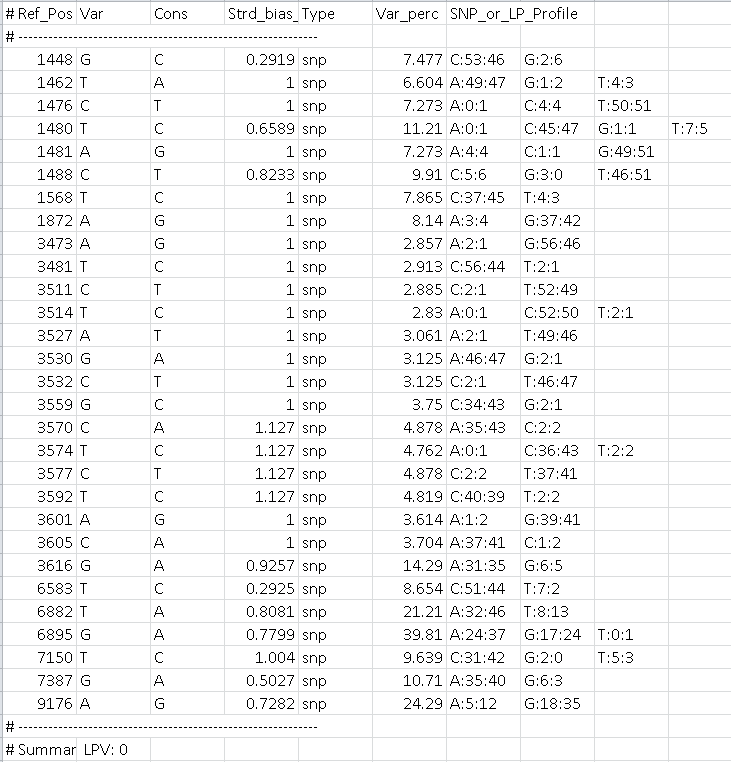 # Ref_Pos Var Cons Strd_bias_ Type Var_perc SNP_or_LP_Profile
# ------------------------------------------------------------
1448 G C 0.2919 snp 7.477 C:53:46 G:2:6
1462 T A 1 snp 6.604 A:49:47 G:1:2 T:4:3
1476 C T 1 snp 7.273 A:0:1 C:4:4 T:50:51
1480 T C 0.6589 snp 11.21 A:0:1 C:45:47 G:1:1 T:7:5
1481 A G 1 snp 7.273 A:4:4 C:1:1 G:49:51
1488 C T 0.8233 snp 9.91 C:5:6 G:3:0 T:46:51
1568 T C 1 snp 7.865 C:37:45 T:4:3
1872 A G 1 snp 8.14 A:3:4 G:37:42
3473 A G 1 snp 2.857 A:2:1 G:56:46
3481 T C 1 snp 2.913 C:56:44 T:2:1
3511 C T 1 snp 2.885 C:2:1 T:52:49
3514 T C 1 snp 2.83 A:0:1 C:52:50 T:2:1
3527 A T 1 snp 3.061 A:2:1 T:49:46
3530 G A 1 snp 3.125 A:46:47 G:2:1
3532 C T 1 snp 3.125 C:2:1 T:46:47
3559 G C 1 snp 3.75 C:34:43 G:2:1
3570 C A 1.127 snp 4.878 A:35:43 C:2:2
3574 T C 1.127 snp 4.762 A:0:1 C:36:43 T:2:2
3577 C T 1.127 snp 4.878 C:2:2 T:37:41
3592 T C 1.127 snp 4.819 C:40:39 T:2:2
3601 A G 1 snp 3.614 A:1:2 G:39:41
3605 C A 1 snp 3.704 A:37:41 C:1:2
3616 G A 0.9257 snp 14.29 A:31:35 G:6:5
6583 T C 0.2925 snp 8.654 C:51:44 T:7:2
6882 T A 0.8081 snp 21.21 A:32:46 T:8:13
6895 G A 0.7799 snp 39.81 A:24:37 G:17:24 T:0:1
7150 T C 1.004 snp 9.639 C:31:42 G:2:0 T:5:3
7387 G A 0.5027 snp 10.71 A:35:40 G:6:3
9176 A G 0.7282 snp 24.29 A:5:12 G:18:35
# ------------------------------------------------------------
# Summar LPV: 0